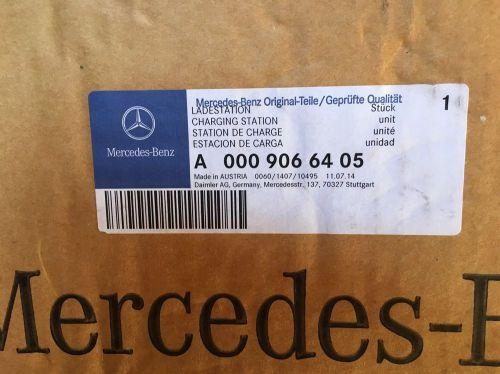 Mercedes-Benz Original-Teile/Geprüfte Qualität
LADESTATION Stück 1
CHARGING STATION unit
STATION DE CHARGE unité
ESTACION DE CARGA unidad
Mercedes-Benz
A 000 906 64 05
Made in AUSTRIA 0060/1407/10495 11.07.14
Daimler AG, Germany, Mercedesstr., 137, 70327 Stuttgart
Mercedes-B